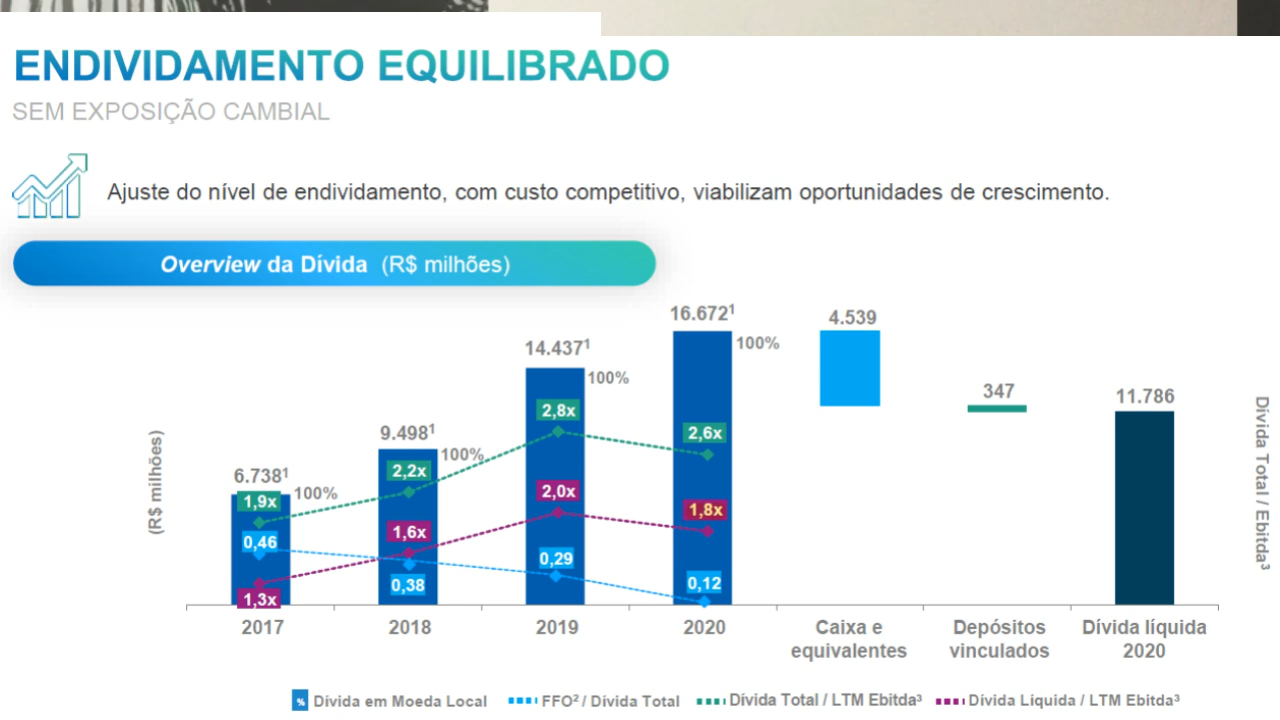 ENDIVIDAMENTO EQUILIBRADO
SEM EXPOSIÇÃO CAMBIAL
Ajuste do nível de endividamento, com custo competitivo, viabilizam oportunidades de crescimento.
Overview da Dívida (R$ milhões)
(R$ milhões)
6.738¹
100%
1,9x
0,46
1,3x
9.498¹
100%
2,2x
1,6x
0,38
14.437¹
100%
2,8x
2,0x
0,29
16.672¹
100%
2,6x
1,8x
0,12
4.539
347
11.786
Dívida Total / Ebitda³
2017
2018
2019
2020
Caixa e
equivalentes
Depósitos
vinculados
Dívida líquida
2020
% Dívida em Moeda Local
FFO² / Dívida Total
Dívida Total / LTM Ebitda³
Dívida Líquida / LTM Ebitda³